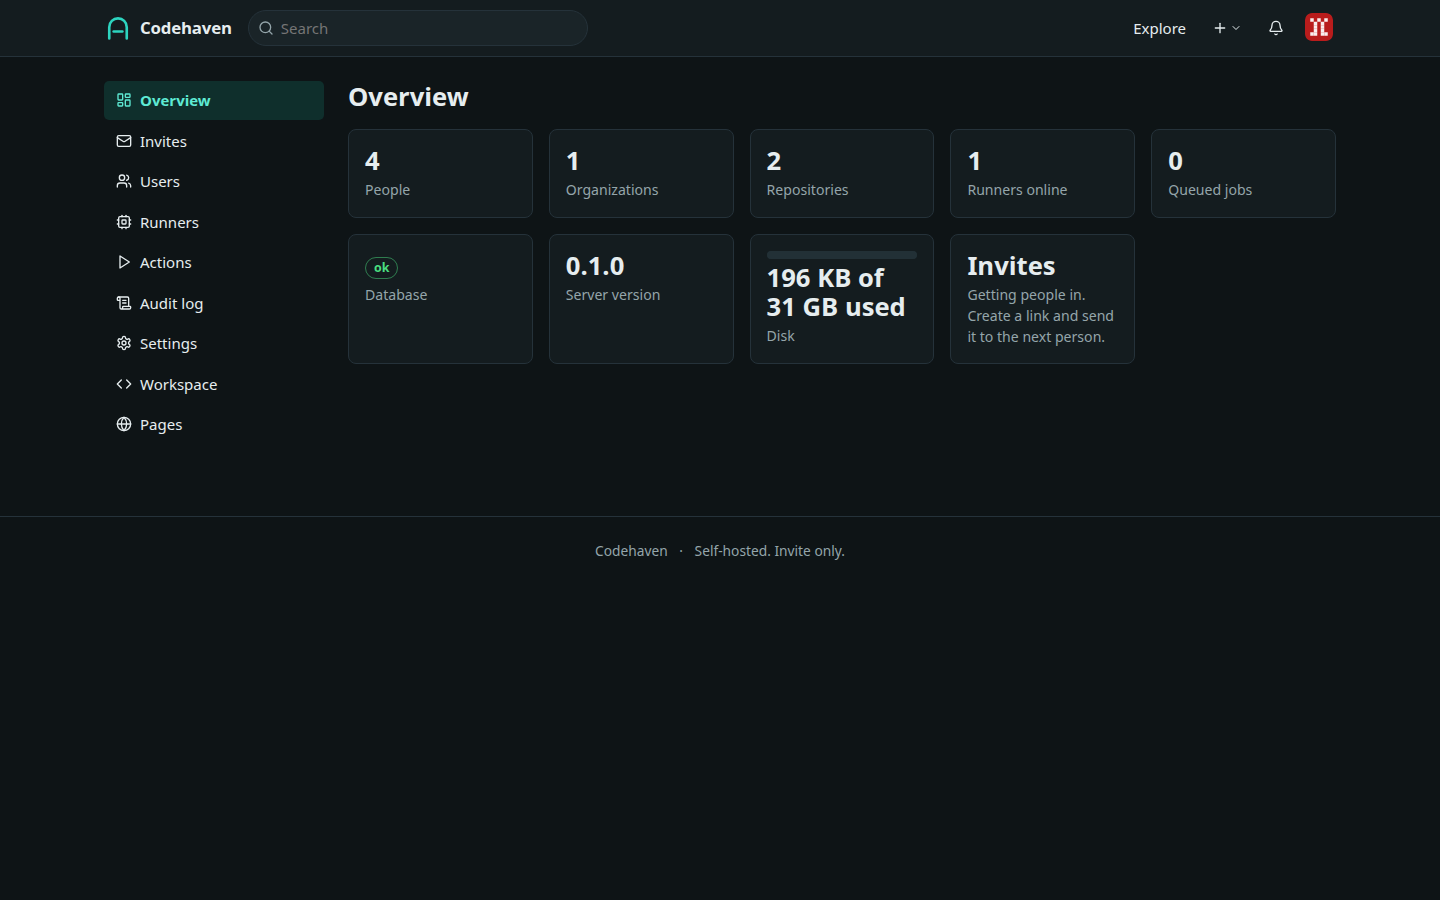 Codehaven
Search
Explore
Overview
Invites
Users
Runners
Actions
Audit log
Settings
Workspace
Pages
Overview
4
People
1
Organizations
2
Repositories
1
Runners online
0
Queued jobs
ok
Database
0.1.0
Server version
196 KB of
31 GB used
Disk
Invites
Getting people in.
Create a link and send
it to the next person.
Codehaven · Self-hosted. Invite only.